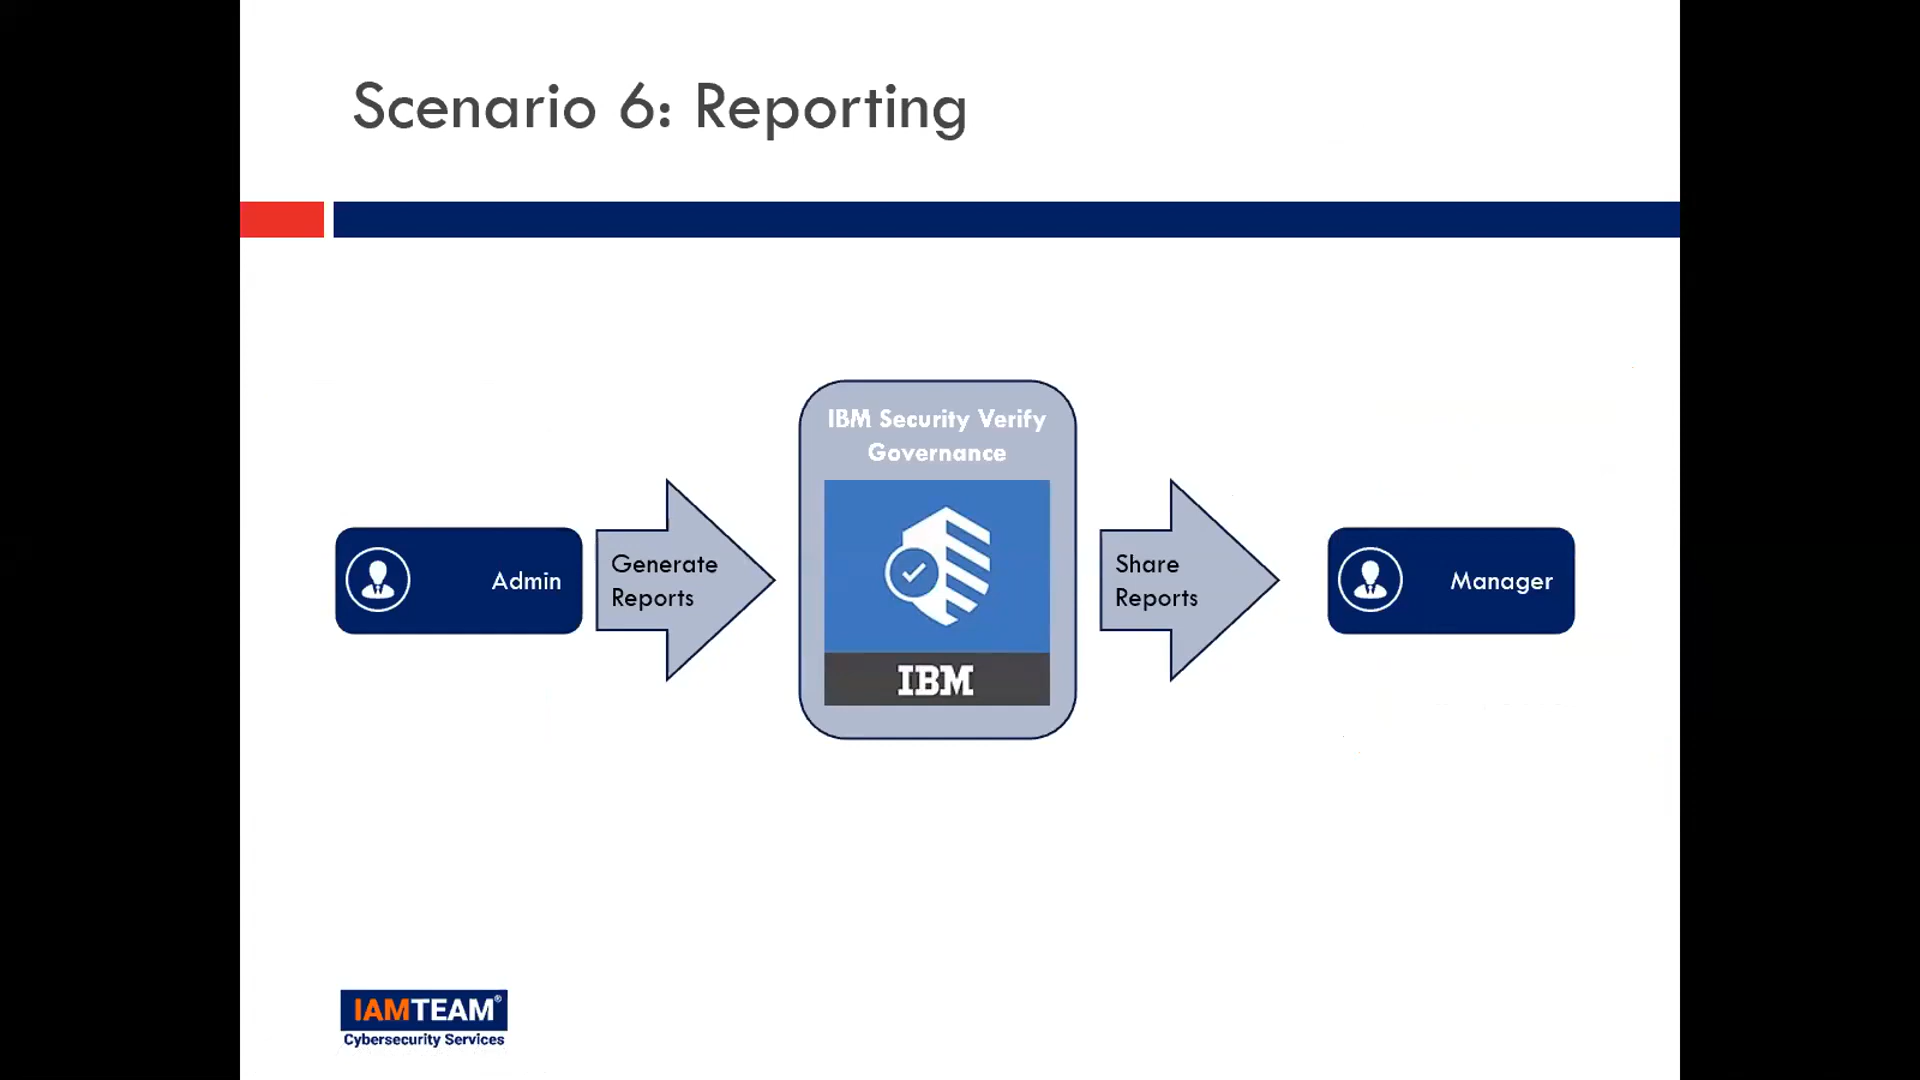 Scenario 6: Reporting
IBM Security Verify
Governance
Admin
Generate
Reports
IBM
Share
Reports
Manager
IAMTEAM®
Cybersecurity Services